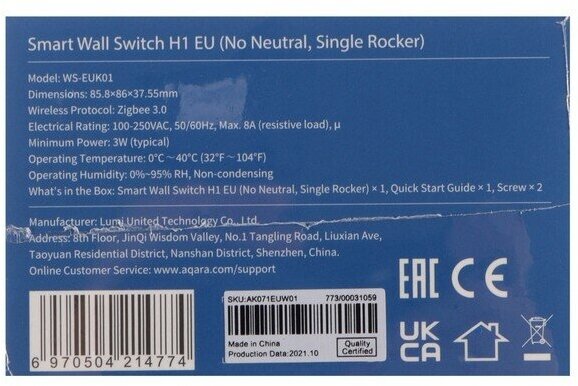 Smart Wall Switch H1 EU (No Neutral, Single Rocker)
Model: WS-EUK01
Dimensions: 85.8×86×37.55mm
Wireless Protocol: Zigbee 3.0
Electrical Rating: 100-250VAC, 50/60Hz, Max. 8A (resistive load), μ
Minimum Power: 3W (typical)
Operating Temperature: 0°C ~40°C (32°F ~104°F)
Operating Humidity: 0%~95% RH, Non-condensing
What's in the Box: Smart Wall Switch H1 EU (No Neutral, Single Rocker) × 1, Quick Start Guide × 1, Screw × 2
Manufacturer: Lumi United Technology Co., Ltd.
Address: 8th Floor, JinQi Wisdom Valley, No.1 Tangling Road, Liuxian Ave,
Taoyuan Residential District, Nanshan District, Shenzhen, China.
Online Customer Service: www.aqara.com/support
EAC CE
UK
CA
SKU:AK071EUW01 773/00031059
Made in China
Production Date:2021.10
Quality
Certified
6 970504 214774